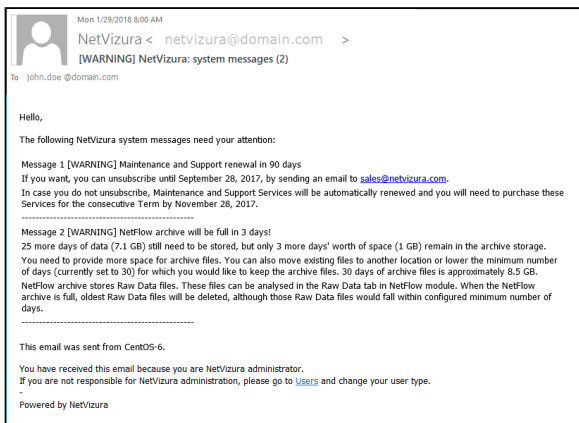 Mon 1/29/2018 8:00 AM
NetVizura < netvizura@domain.com >
[WARNING] NetVizura: system messages (2)
To john.doe @domain.com
Hello,
The following NetVizura system messages need your attention:
Message 1 [WARNING] Maintenance and Support renewal in 90 days
If you want, you can unsubscribe until September 28, 2017, by sending an email to sales@netvizura.com.
In case you do not unsubscribe, Maintenance and Support Services will be automatically renewed and you will need to purchase these
Services for the consecutive Term by November 28, 2017.
-------------------------------------------------
Message 2 [WARNING] NetFlow archive will be full in 3 days!
25 more days of data (7.1 GB) still need to be stored, but only 3 more days' worth of space (1 GB) remain in the archive storage.
You need to provide more space for archive files. You can also move existing files to another location or lower the minimum number
of days (currently set to 30) for which you would like to keep the archive files. 30 days of archive files is approximately 8.5 GB.
NetFlow archive stores Raw Data files. These files can be analysed in the Raw Data tab in NetFlow module. When the NetFlow
archive is full, oldest Raw Data files will be deleted, although those Raw Data files would fall within configured minimum number of
days.
-------------------------------------------------
This email was sent from CentOS-6.
You have received this email because you are NetVizura administrator.
If you are not responsible for NetVizura administration, please go to Users and change your user type.
-
Powered by NetVizura